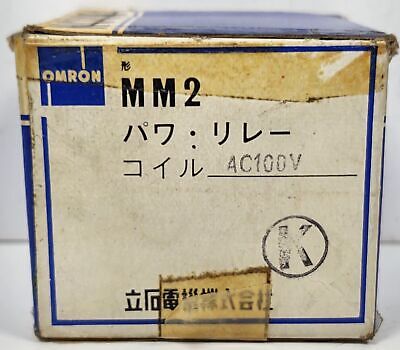 OMRON
形
MM2
パワ:リレー
コイル AC100V
K
立石電機株式会社